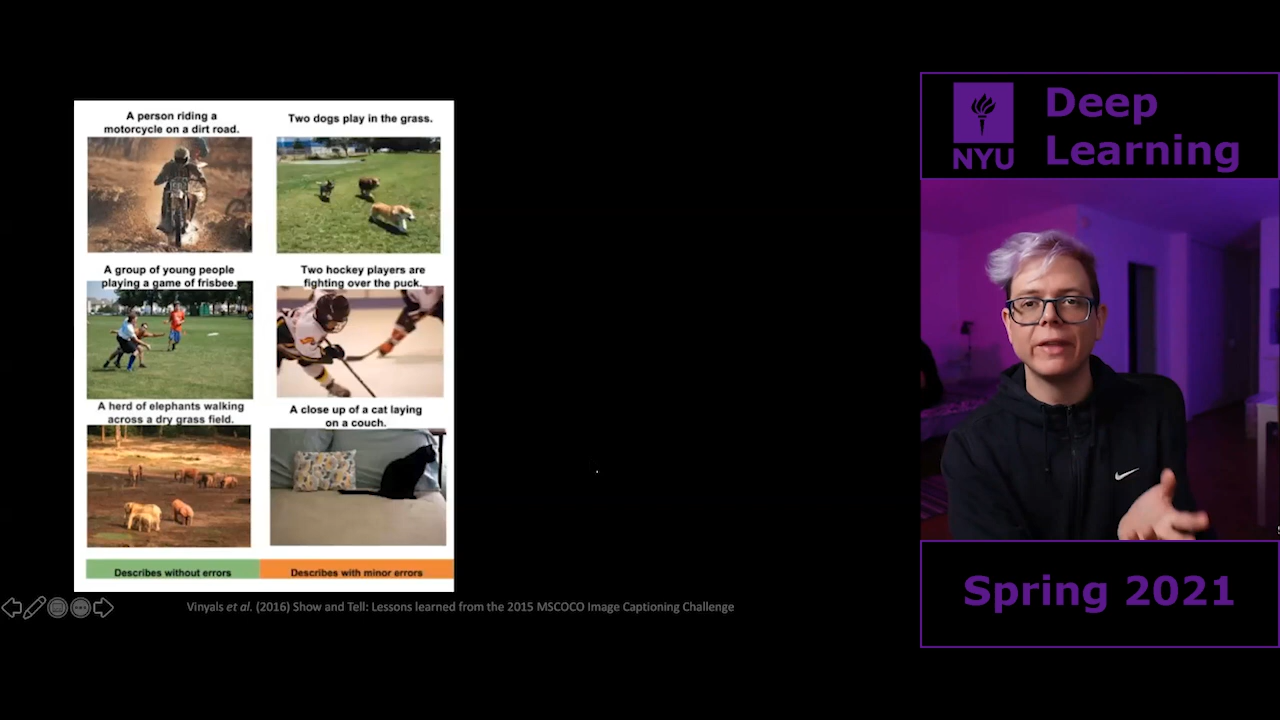 A person riding a
motorcycle on a dirt road.
Two dogs play in the grass.
A group of young people
playing a game of frisbee.
Two hockey players are
fighting over the puck.
A herd of elephants walking
across a dry grass field.
A close up of a cat laying
on a couch.
Describes without errors
Describes with minor errors
Vinyals et al. (2016) Show and Tell: Lessons learned from the 2015 MSCOCO Image Captioning Challenge
NYU
Deep
Learning
Spring 2021